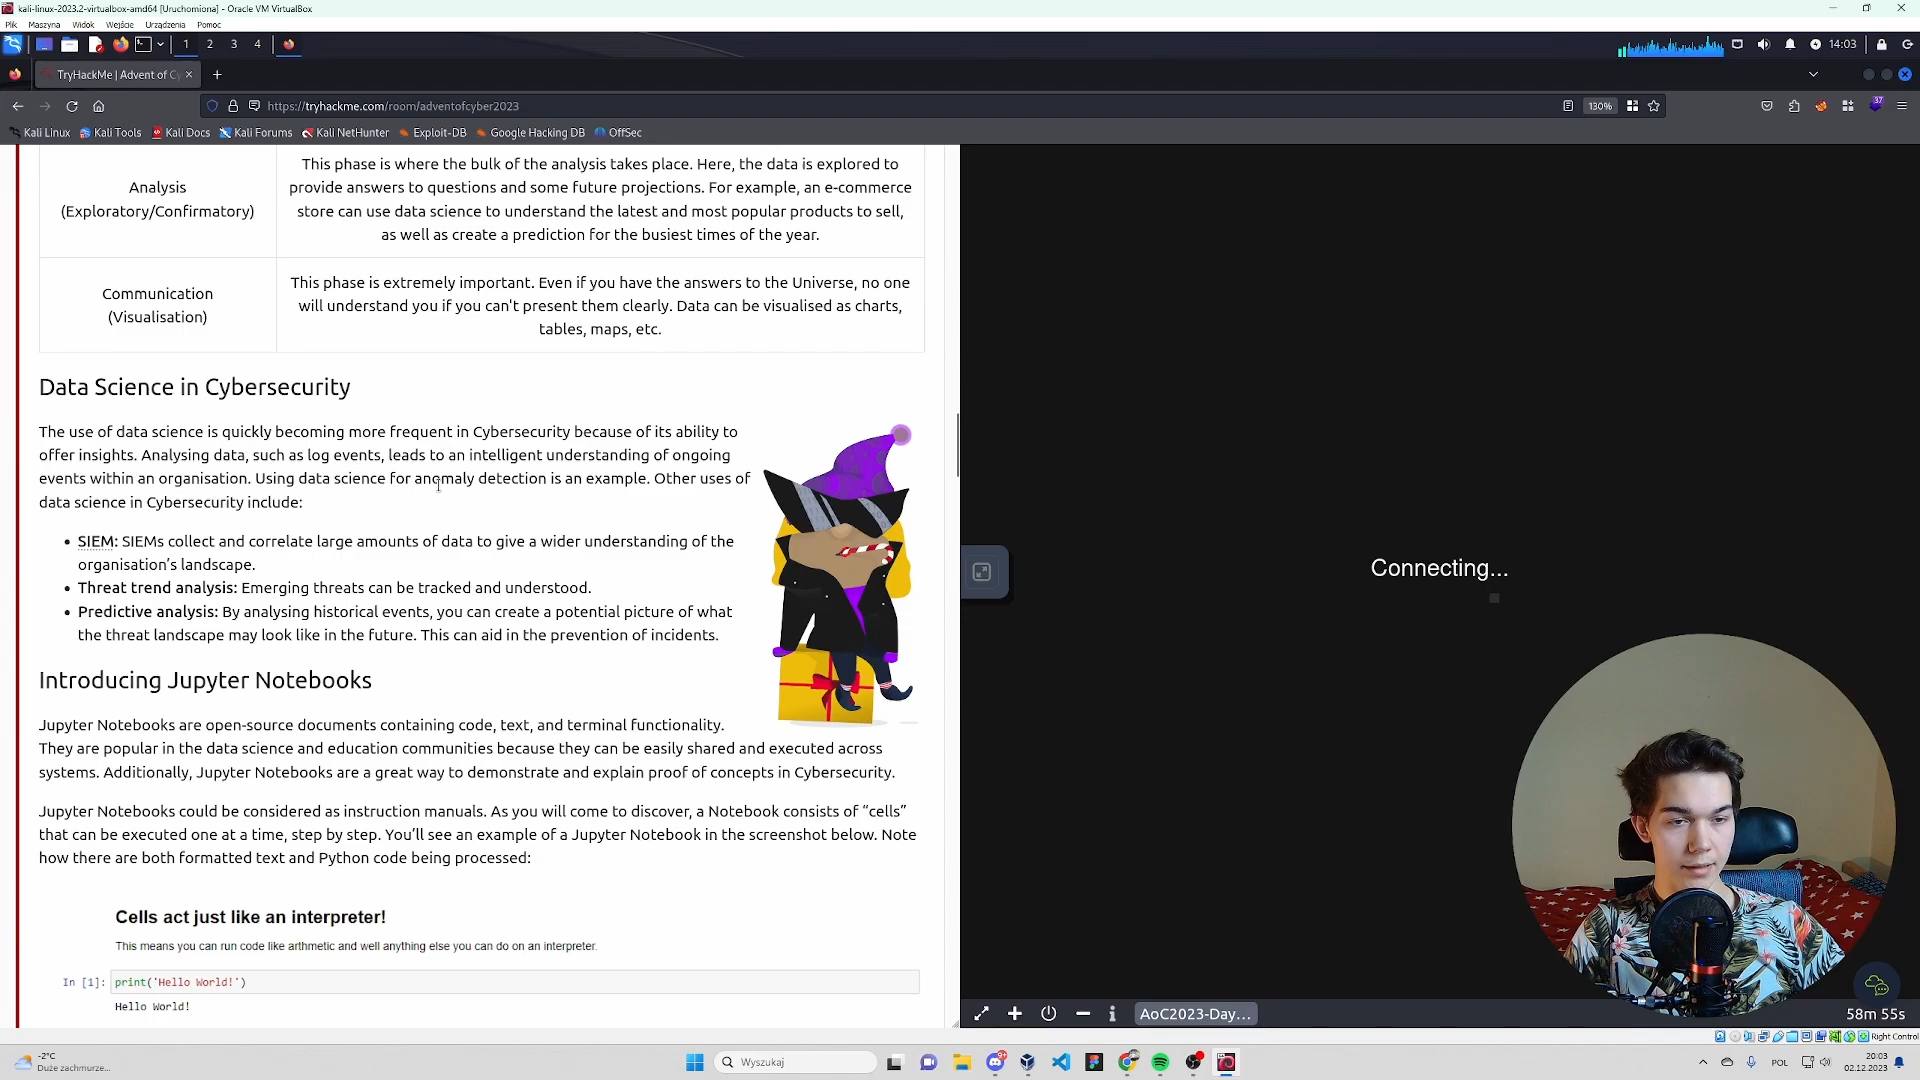 kali-linux-2023.2-virtualbox-amd64 [Uruchomiona] - Oracle VM VirtualBox
Plik Maszyna Widok Wejście Urządzenia Pomoc
1 2 3 4
14:03
TryHackMe | Advent of Cy
https://tryhackme.com/room/adventofcyber2023
130%
37
Kali Linux Kali Tools Kali Docs Kali Forums Kali NetHunter Exploit-DB Google Hacking DB OffSec
Analysis
(Exploratory/Confirmatory)
This phase is where the bulk of the analysis takes place. Here, the data is explored to
provide answers to questions and some future projections. For example, an e-commerce
store can use data science to understand the latest and most popular products to sell,
as well as create a prediction for the busiest times of the year.
Communication
(Visualisation)
This phase is extremely important. Even if you have the answers to the Universe, no one
will understand you if you can't present them clearly. Data can be visualised as charts,
tables, maps, etc.
Data Science in Cybersecurity
The use of data science is quickly becoming more frequent in Cybersecurity because of its ability to
offer insights. Analysing data, such as log events, leads to an intelligent understanding of ongoing
events within an organisation. Using data science for anomaly detection is an example. Other uses of
data science in Cybersecurity include:
• SIEM: SIEMs collect and correlate large amounts of data to give a wider understanding of the
organisation’s landscape.
• Threat trend analysis: Emerging threats can be tracked and understood.
• Predictive analysis: By analysing historical events, you can create a potential picture of what
the threat landscape may look like in the future. This can aid in the prevention of incidents.
Introducing Jupyter Notebooks
Jupyter Notebooks are open-source documents containing code, text, and terminal functionality.
They are popular in the data science and education communities because they can be easily shared and executed across
systems. Additionally, Jupyter Notebooks are a great way to demonstrate and explain proof of concepts in Cybersecurity.
Jupyter Notebooks could be considered as instruction manuals. As you will come to discover, a Notebook consists of “cells”
that can be executed one at a time, step by step. You’ll see an example of a Jupyter Notebook in the screenshot below. Note
how there are both formatted text and Python code being processed:
Cells act just like an interpreter!
This means you can run code like arthmetic and well anything else you can do on an interpreter.
In [1]: print('Hello World!')
Hello World!
Connecting...
AoC2023-Day...
58m 55s
Right Control
-2°C
Duże zachmurze...
Wyszukaj
POL
20:03
02.12.2023